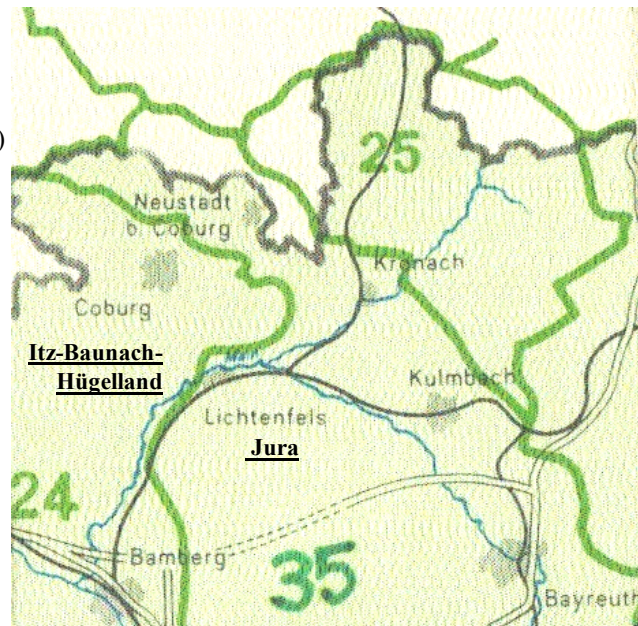 )
25
Neustadt
b. Coburg
Kronach
Coburg
Itz-Baunach-
Hügelland
Kulmbach
Lichtenfels
Jura
24
Bamberg
35
Bayreuth